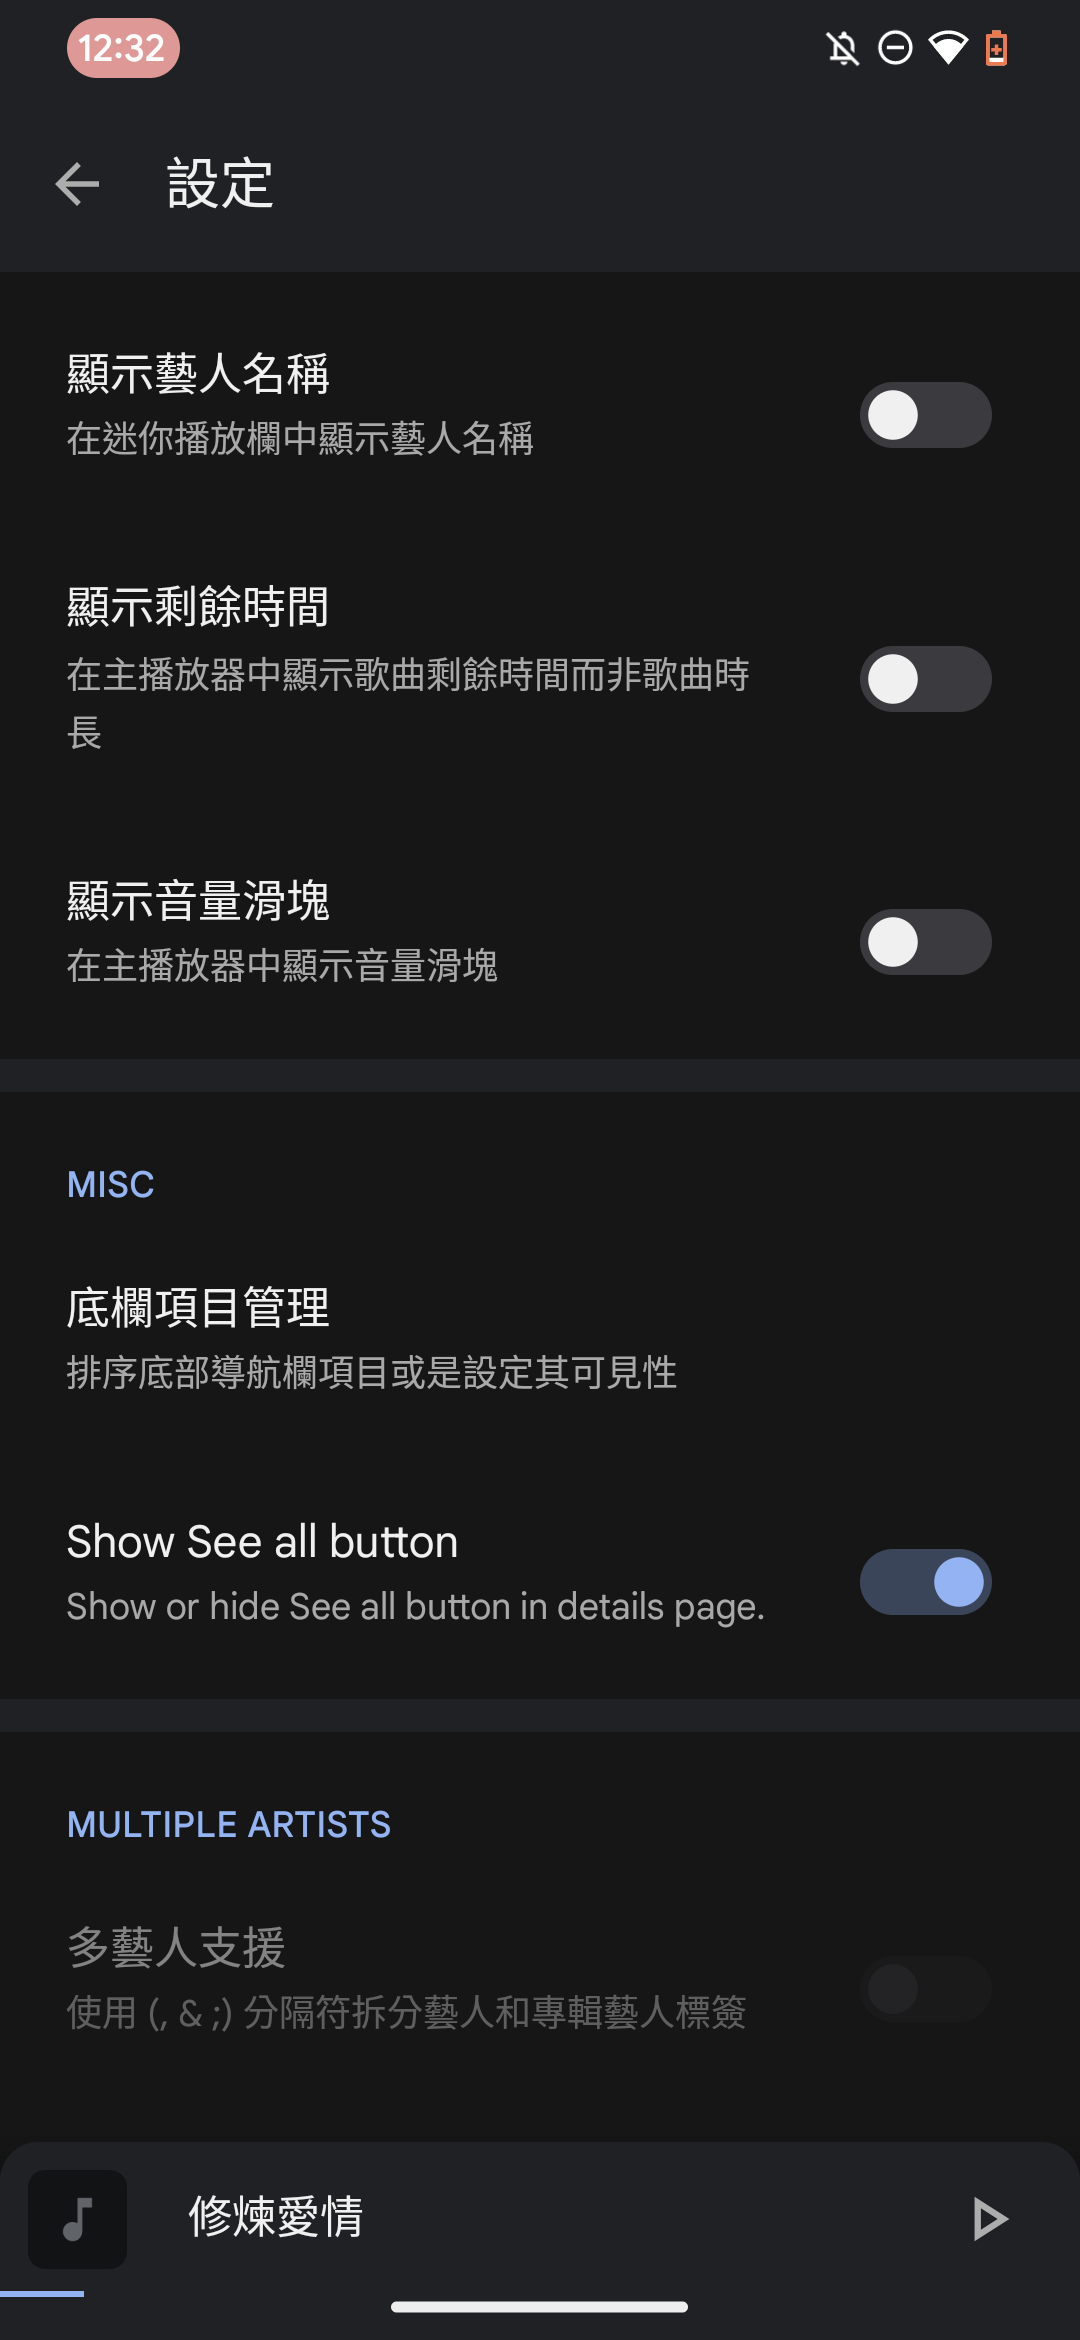 12:32
設定
顯示藝人名稱
在迷你播放欄中顯示藝人名稱
顯示剩餘時間
在主播放器中顯示歌曲剩餘時間而非歌曲時
長
顯示音量滑塊
在主播放器中顯示音量滑塊
MISC
底欄項目管理
排序底部導航欄項目或是設定其可見性
Show See all button
Show or hide See all button in details page.
MULTIPLE ARTISTS
多藝人支援
使用 (, & ;) 分隔符拆分藝人和專輯藝人標簽
修煉愛情